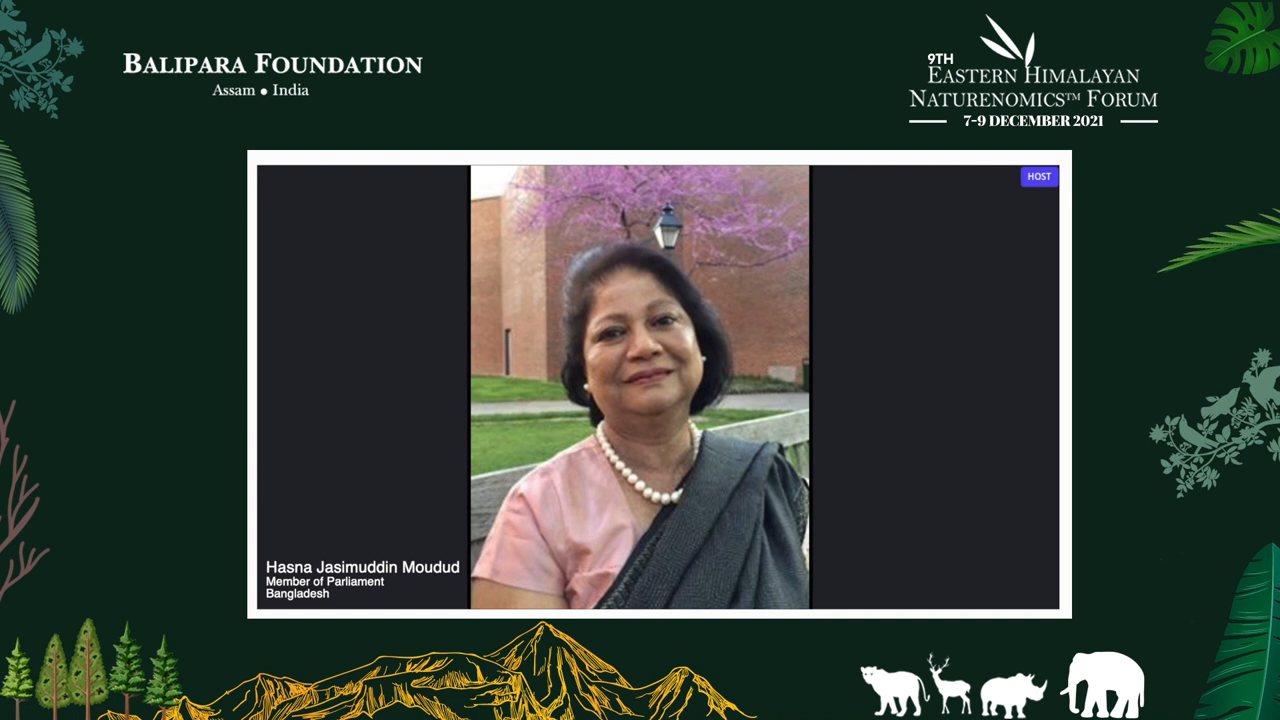 BALIPARA FOUNDATION
Assam ● India
9TH
EASTERN HIMALAYAN
NATURENOMICS™ FORUM
7-9 DECEMBER 2021
HOST
Hasna Jasimuddin Moudud
Member of Parliament
Bangladesh